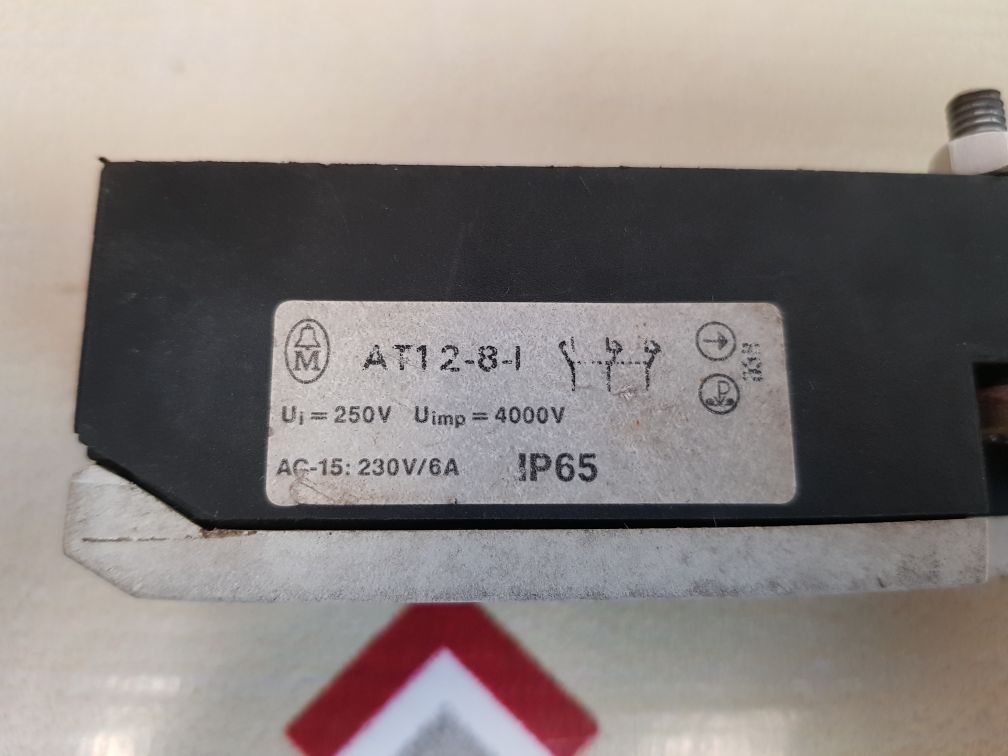 M
AT12-8-I
Ui = 250V Uimp = 4000V
AC-15: 230V/6A IP65
P